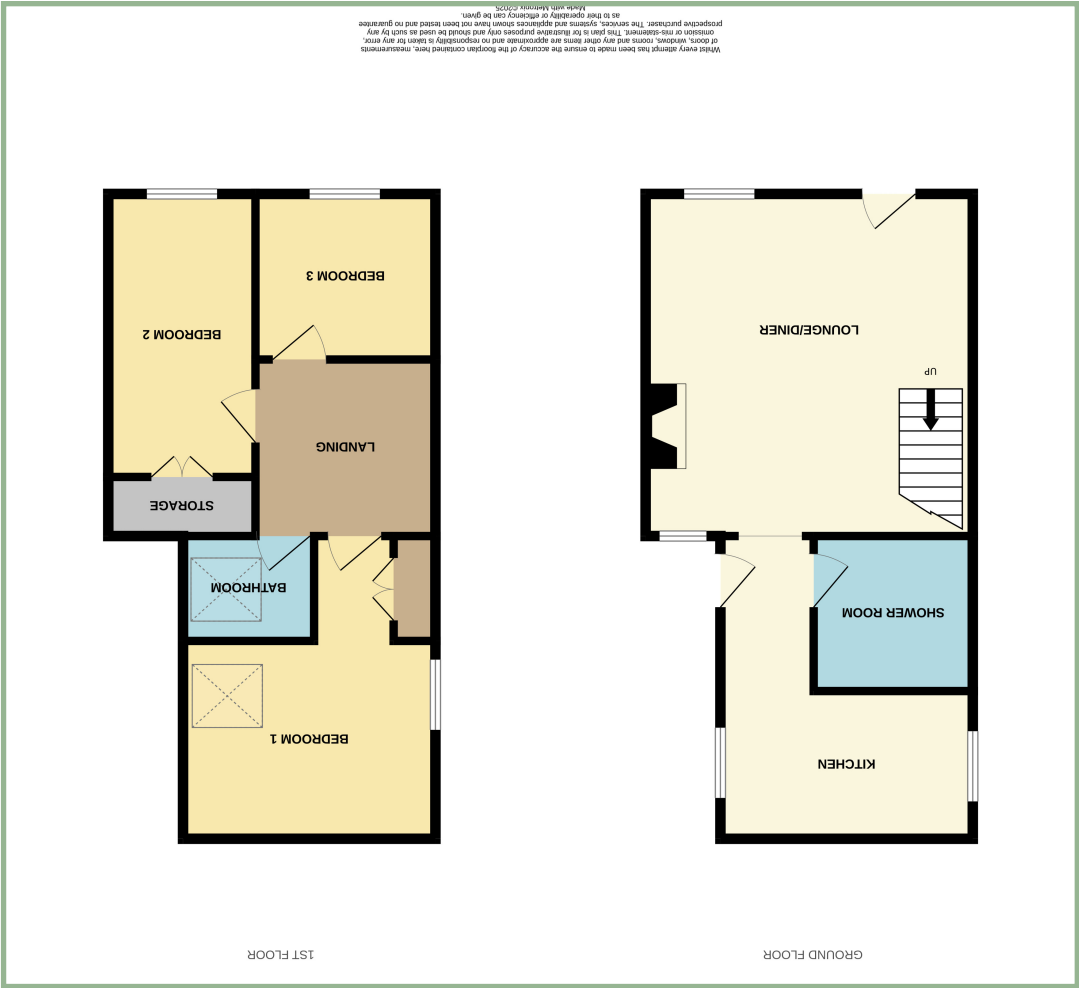 GROUND FLOOR
1ST FLOOR
KITCHEN
SHOWER ROOM
UP
LOUNGE/DINER
BEDROOM 1
BATHROOM
STORAGE
LANDING
BEDROOM 2
BEDROOM 3
Whilst every attempt has been made to ensure the accuracy of the floorplan contained here, measurements
of doors, windows, rooms and any other items are approximate and no responsibility is taken for any error,
omission or mis-statement. This plan is for illustrative purposes only and should be used as such by any
prospective purchaser. The services, systems and appliances shown have not been tested and no guarantee
as to their operability or efficiency can be given.
Made with Metropix ©2025